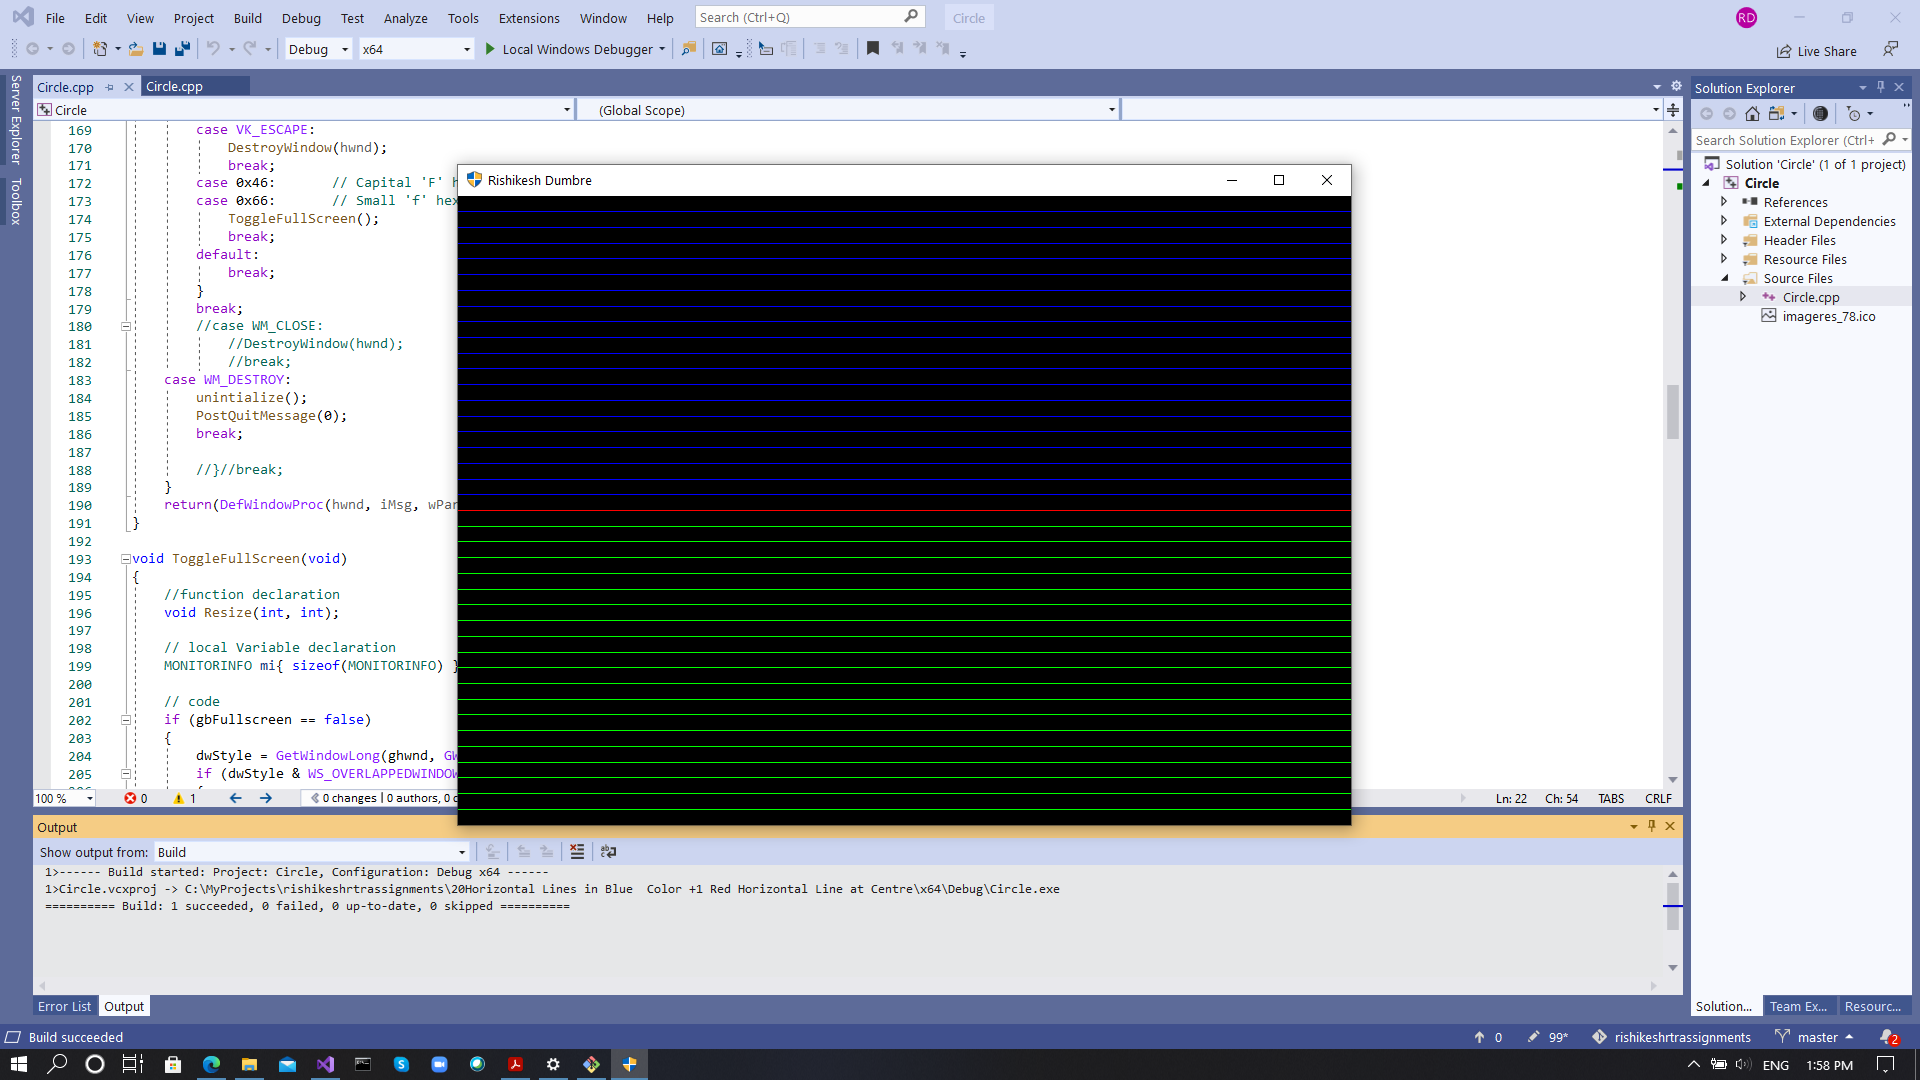 File Edit View Project Build Debug Test Analyze Tools Extensions Window Help Search (Ctrl+Q) Circle RD
Debug x64 Local Windows Debugger Live Share
Server Explorer
Toolbox
Circle.cpp Circle.cpp
Circle (Global Scope)
169 case VK_ESCAPE:
170 DestroyWindow(hwnd);
171 break;
172 case 0x46: // Capital 'F' h
173 case 0x66: // Small 'f' hex
174 ToggleFullScreen();
175 break;
176 default:
177 break;
178 }
179 break;
180 //case WM_CLOSE:
181 //DestroyWindow(hwnd);
182 //break;
183 case WM_DESTROY:
184 unintialize();
185 PostQuitMessage(0);
186 break;
187
188 //}//break;
189 }
190 return(DefWindowProc(hwnd, iMsg, wPar
191 }
192
193 void ToggleFullScreen(void)
194 {
195 //function declaration
196 void Resize(int, int);
197
198 // local Variable declaration
199 MONITORINFO mi{ sizeof(MONITORINFO) }
200
201 // code
202 if (gbFullscreen == false)
203 {
204 dwStyle = GetWindowLong(ghwnd, GW
205 if (dwStyle & WS_OVERLAPPEDWINDOW
Rishikesh Dumbre
100 % 0 1 0 changes | 0 authors, 0 c Ln: 22 Ch: 54 TABS CRLF
Output
Show output from: Build
1>------ Build started: Project: Circle, Configuration: Debug x64 ------
1>Circle.vcxproj -> C:\MyProjects\rishikeshrtrassignments\20Horizontal Lines in Blue  Color +1 Red Horizontal Line at Centre\x64\Debug\Circle.exe
========== Build: 1 succeeded, 0 failed, 0 up-to-date, 0 skipped ==========
Error List Output
Solution Explorer
Search Solution Explorer (Ctrl+
Solution 'Circle' (1 of 1 project)
Circle
References
External Dependencies
Header Files
Resource Files
Source Files
Circle.cpp
imageres_78.ico
Solution... Team Ex... Resourc...
Build succeeded 0 99* rishikeshrtrassignments master 2
ENG 1:58 PM